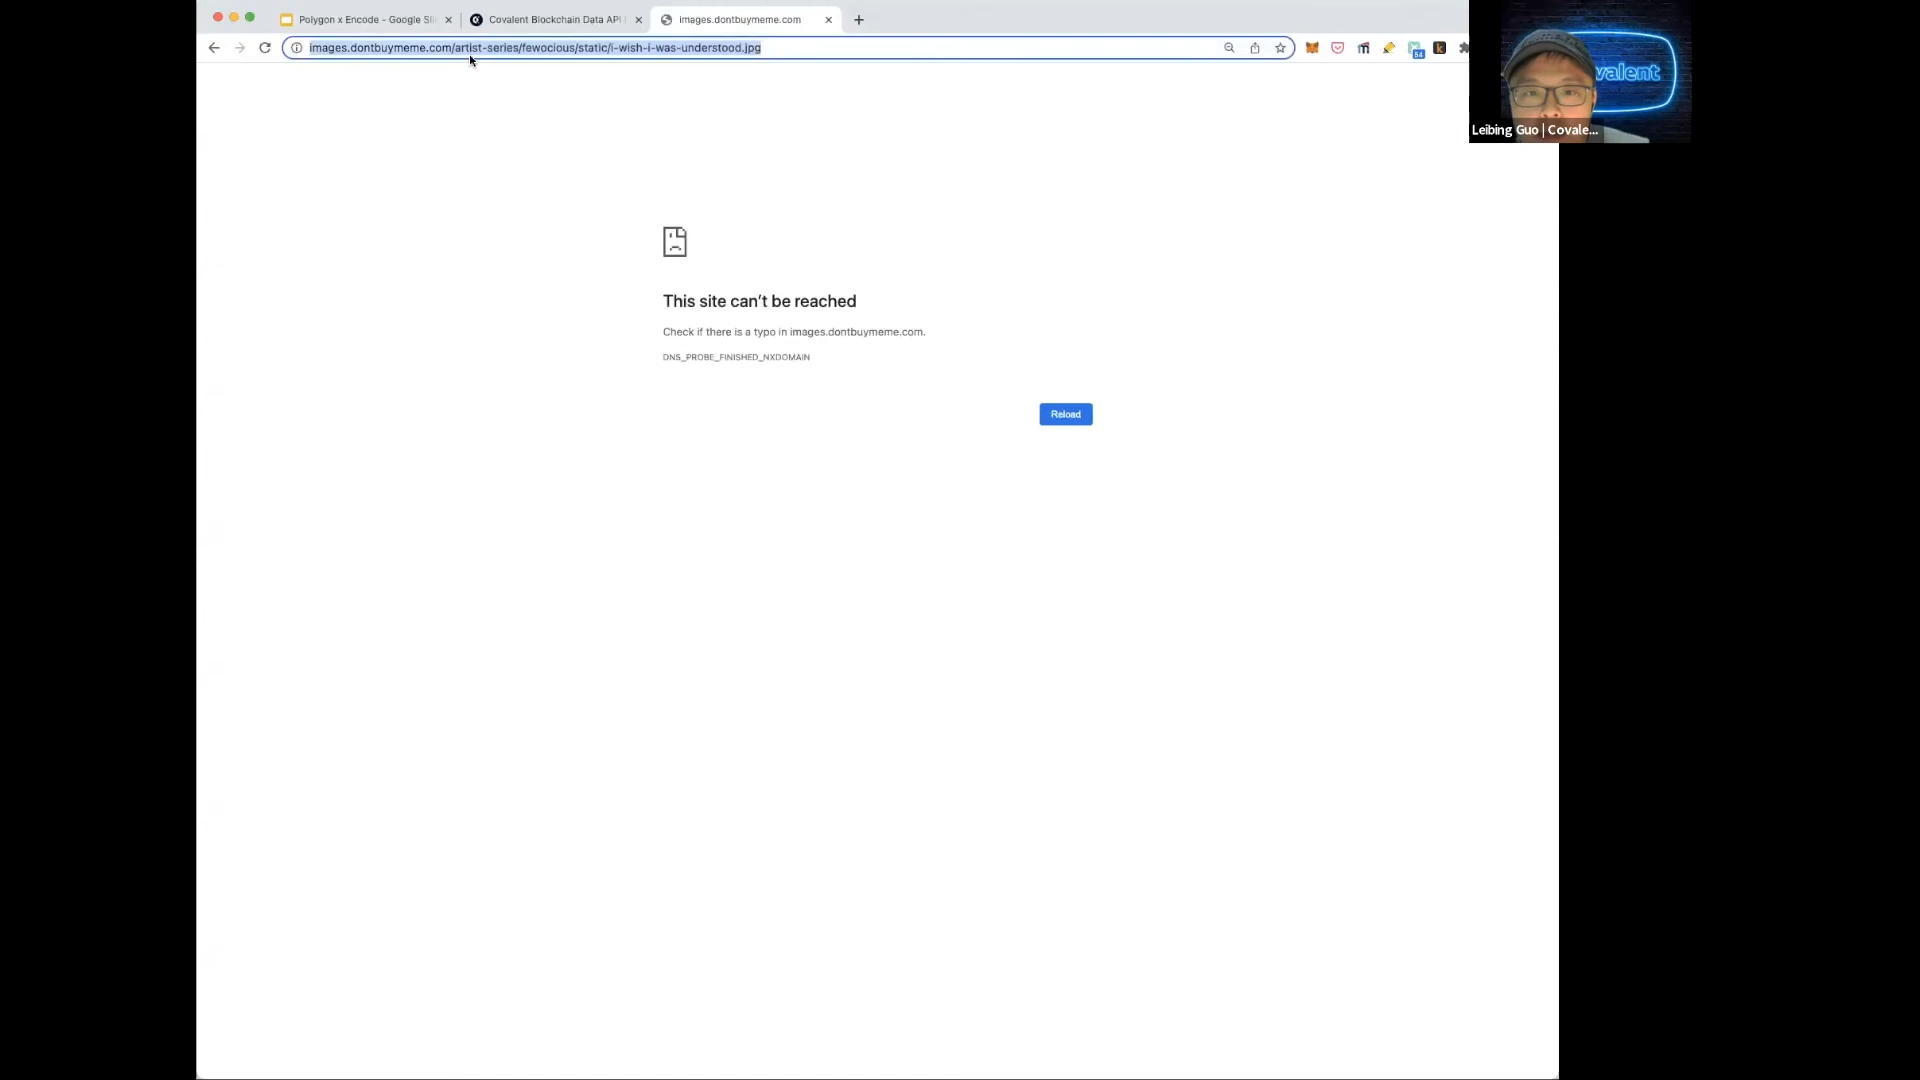 Polygon x Encode - Google Sli
Covalent Blockchain Data API
images.dontbuymeme.com
images.dontbuymeme.com/artist-series/fewocious/static/i-wish-i-was-understood.jpg
54
k
valent
Leibing Guo | Covale...
This site can't be reached
Check if there is a typo in images.dontbuymeme.com.
DNS_PROBE_FINISHED_NXDOMAIN
Reload